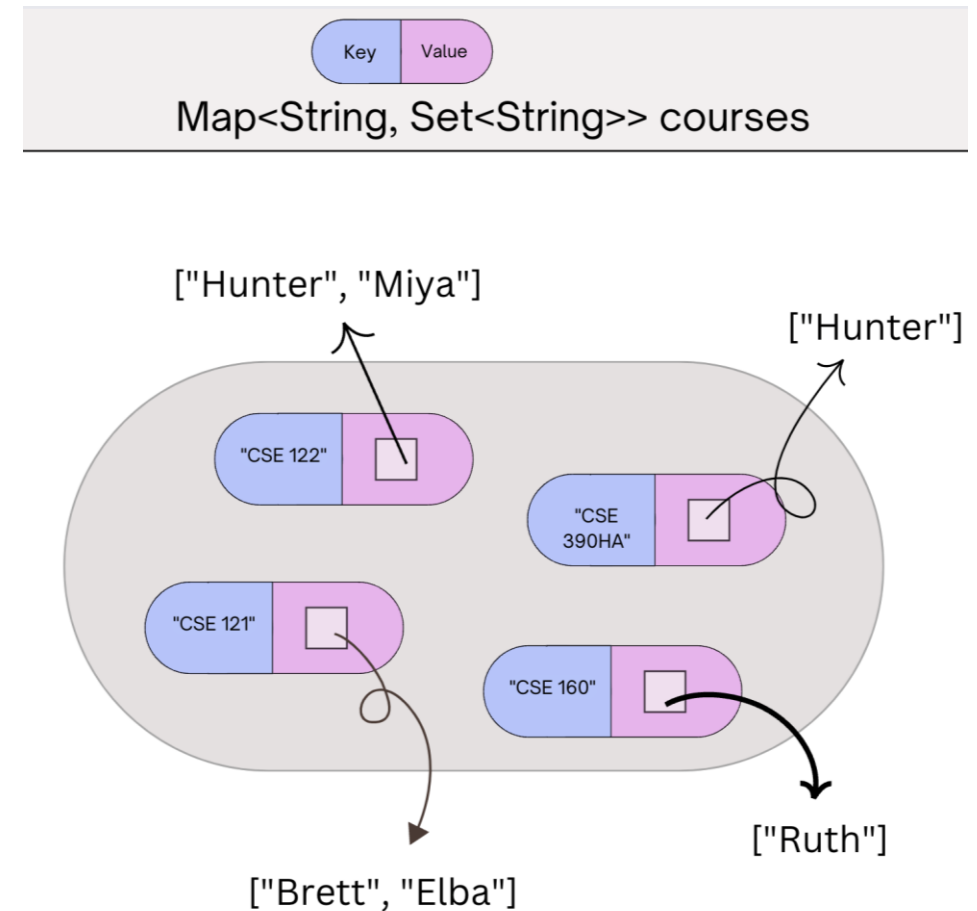 Key Value
Map<String, Set<String>> courses
["Hunter", "Miya"]
["Hunter"]
"CSE 122"
"CSE
390HA"
"CSE 121"
"CSE 160"
["Ruth"]
["Brett", "Elba"]